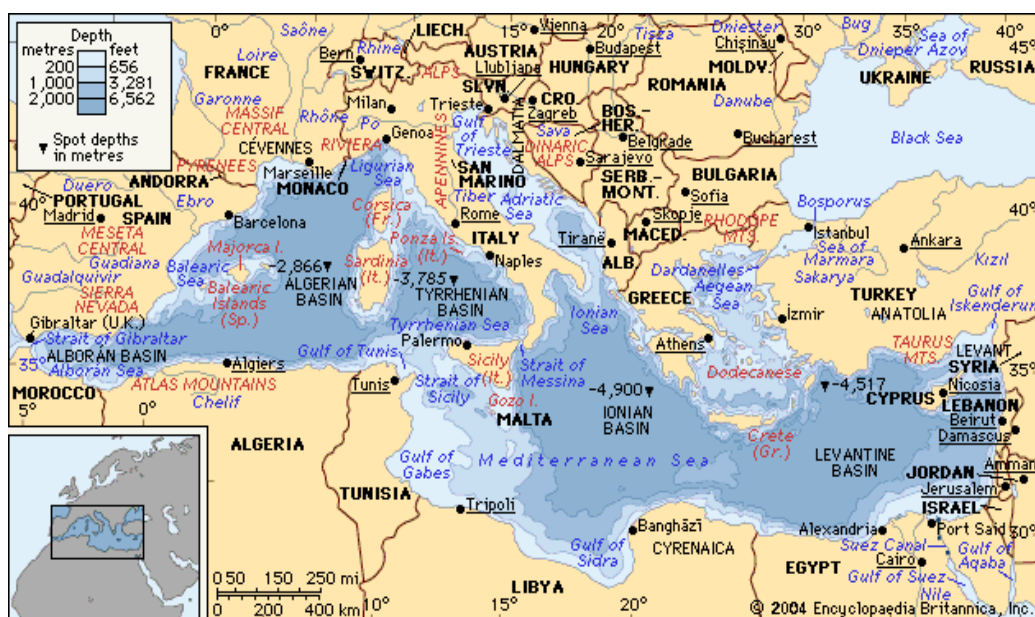 Depth
metres feet
200 656
1,000 3,281
2,000 6,562
Spot depths
in metres
0°
5°
10°
LIECH.
15°
Vienna
20°
Tisza
Dniester
30°
Bug
35°
Sea of
Azov
40°
45°
Loire
Saône
Bern
Rhine
AUSTRIA
Budapest
Chişinău
Dnieper
RUSSIA
FRANCE
SWITZ.
ALPS
Llubljana
HUNGARY
MOLDV.
UKRAINE
SLVN.
ROMANIA
Garonne
Rhône
Milan
Trieste
CRO.
Zagreb
Danube
MASSIF
CENTRAL
Po
Gulf
of
Trieste
DALMATIA
BOS.-
HER.
CÉVENNES
RIVIERA
Genoa
Sava
DINARIC
ALPS
Belgrade
Bucharest
Black Sea
PYRENEES
Marseille
MONACO
Ligurian
Sea
APENNINES
SAN
MARINO
Sarajevo
SERB.-
MONT.
BULGARIA
Duero
ANDORRA
Ebro
Tiber
Adriatic
Sea
Sofia
Bosporus
40°
PORTUGAL
Madrid
SPAIN
MESETA
CENTRAL
Barcelona
Corsica
(Fr.)
Rome
Skopje
MACED.
RHODOPE
MTS.
Istanbul
Ankara
40°
Majorca I.
Ponza Is.
(It.)
ITALY
Tiranë
ALB.
Sea of
Marmara
Kızıl
Guadiana
Guadalquivir
Balearic
Sea
Sardinia
(It.)
Naples
Dardanelles
Sakarya
-2,866
ALGERIAN
BASIN
-3,785
TYRRHENIAN
BASIN
Aegean
Sea
Gulf of
Iskenderun
SIERRA
NEVADA
Balearic
Islands
(Sp.)
GREECE
TURKEY
ANATOLIA
Gibraltar (U.K.)
Tyrrhenian Sea
Ionian
Sea
İzmir
Strait of Gibraltar
Palermo
Athens
TAURUS
MTS.
LEVANT
35°
ALBORÁN BASIN
Alborán Sea
Algiers
Gulf of Tunis
Sicily
(It.)
Strait of
Messina
Dodecanese
SYRIA
35°
MOROCCO
ATLAS MOUNTAINS
Tunis
Strait of
Sicily
-4,900
-4,517
Nicosia
5°
0°
Chelif
Gozo I.
MALTA
IONIAN
BASIN
CYPRUS
LEBANON
Beirut
Damascus
ALGERIA
Crete
(Gr.)
Gulf of
Gabes
Mediterranean Sea
LEVANTINE
BASIN
JORDAN
Amman
TUNISIA
Jerusalem
Tripoli
ISRAEL
Banghāzī
Alexandria
Port Said
30°
CYRENAICA
Gulf of
Sidra
Suez Canal
Gulf of
Aqaba
EGYPT
Cairo
0 50 150 250 mi
LIBYA
Gulf of Suez
Nile
0 200 400 km
10°
15°
20°
© 2004 Encyclopaedia Britannica, Inc.